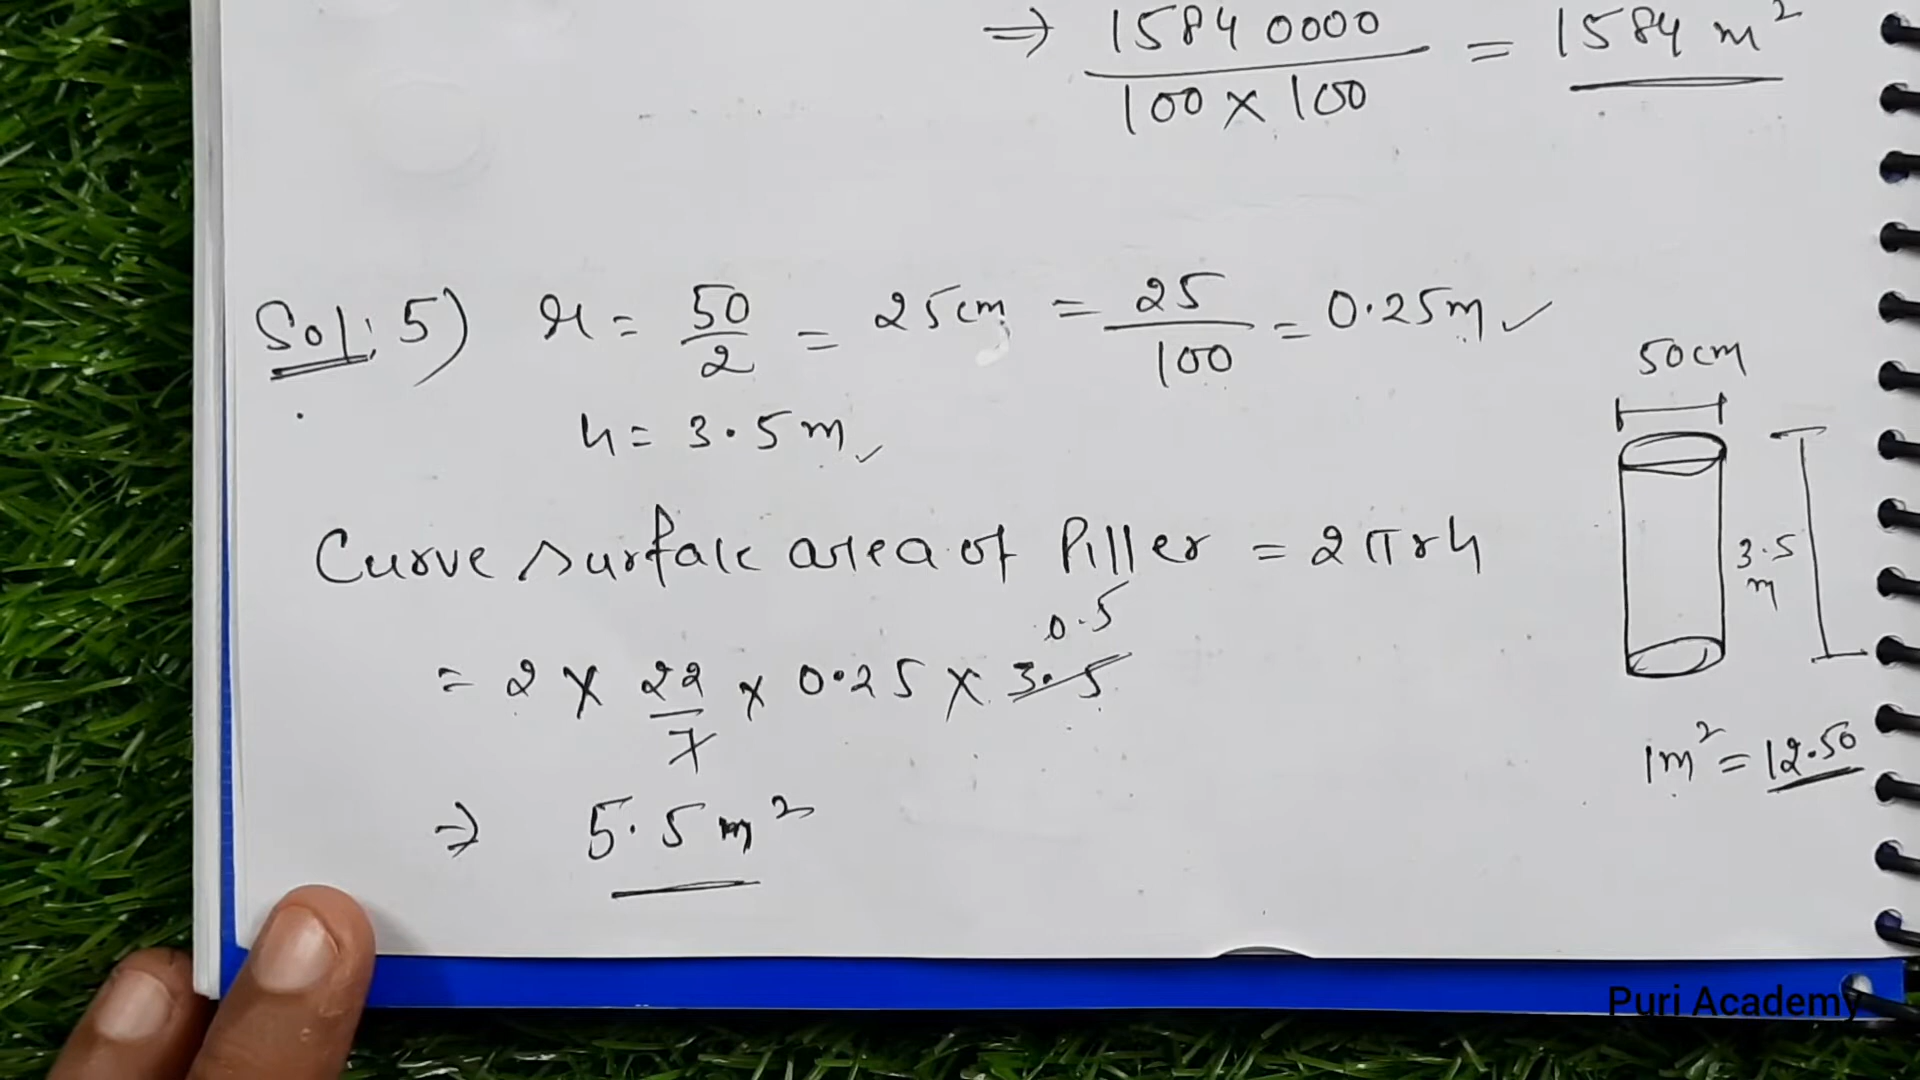 ⇒ 15840000 / 100 × 100 = 1584 m²
Sol: 5) r = 50/2 = 25cm = 25/100 = 0.25m ✓
h = 3.5m ✓
50cm
Curve surface area of Piller = 2πrh
3.5
m
0.5
= 2 × 22/7 × 0.25 × 3.5
1m² = 12.50
⇒ 5.5m²
Puri Academy